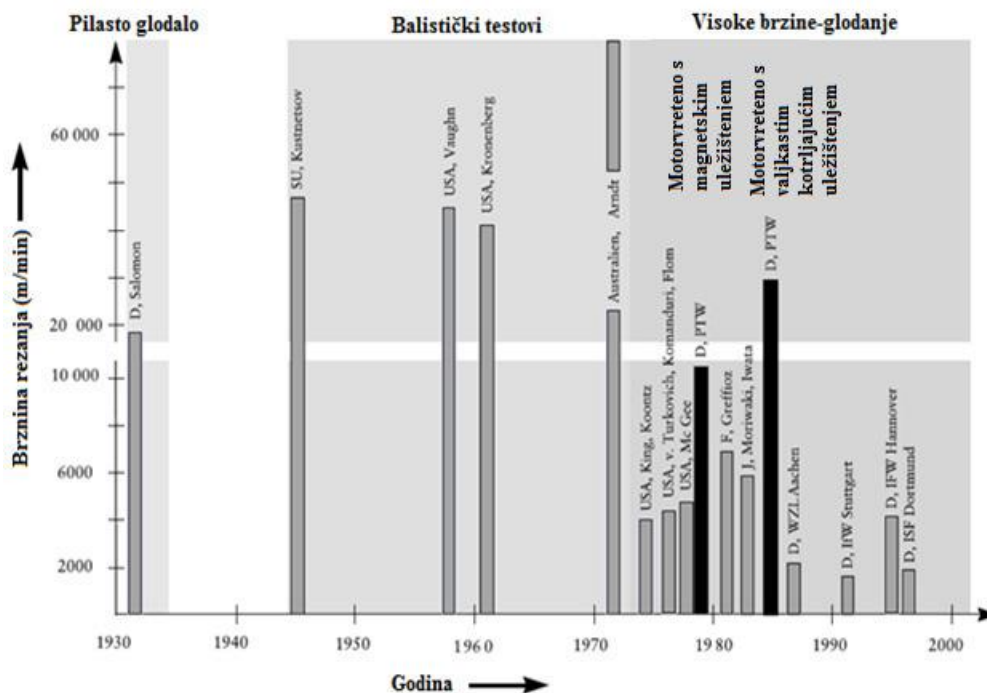 Pilasto glodalo
Balistički testovi
Visoke brzine-glodanje
Motorvreteno s
magnetskim
uležištenjem
Motorvreteno s
valjkastim
kotrljajućim
uležištenjem
Brznina rezanja (m/min)
60 000
20 000
10 000
6000
2000
D, Salomon
SU, Kustnetsov
USA, Vaughn
USA, Kronenberg
Australien, Arndt
USA, King, Koontz
USA, v. Turkovich, Komanduri, Flom
USA, Mc Gee
D, PTW
F, Greffioz
J, Moriwaki, Iwata
D, PTW
D, WZL Aachen
D, IfW Stuttgart
D, IFW Hannover
D, ISF Dortmund
1930
1940
1950
1960
1970
1980
1990
2000
Godina